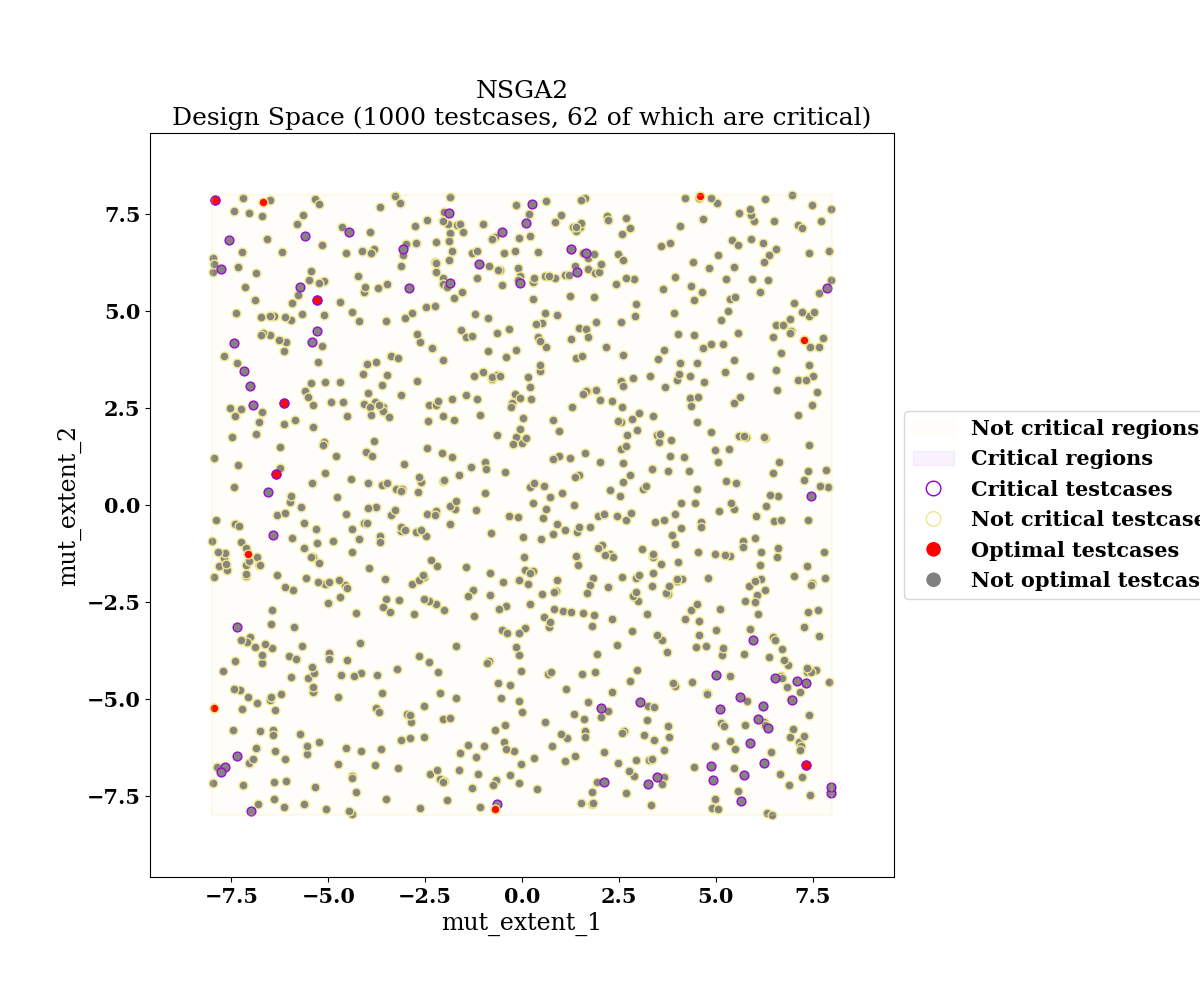 NSGA2
Design Space (1000 testcases, 62 of which are critical)
mut_extent_2
7.5
5.0
2.5
0.0
−2.5
−5.0
−7.5
−7.5
−5.0
−2.5
0.0
2.5
5.0
7.5
mut_extent_1
Not critical regions
Critical regions
Critical testcases
Not critical testcase
Optimal testcases
Not optimal testcas